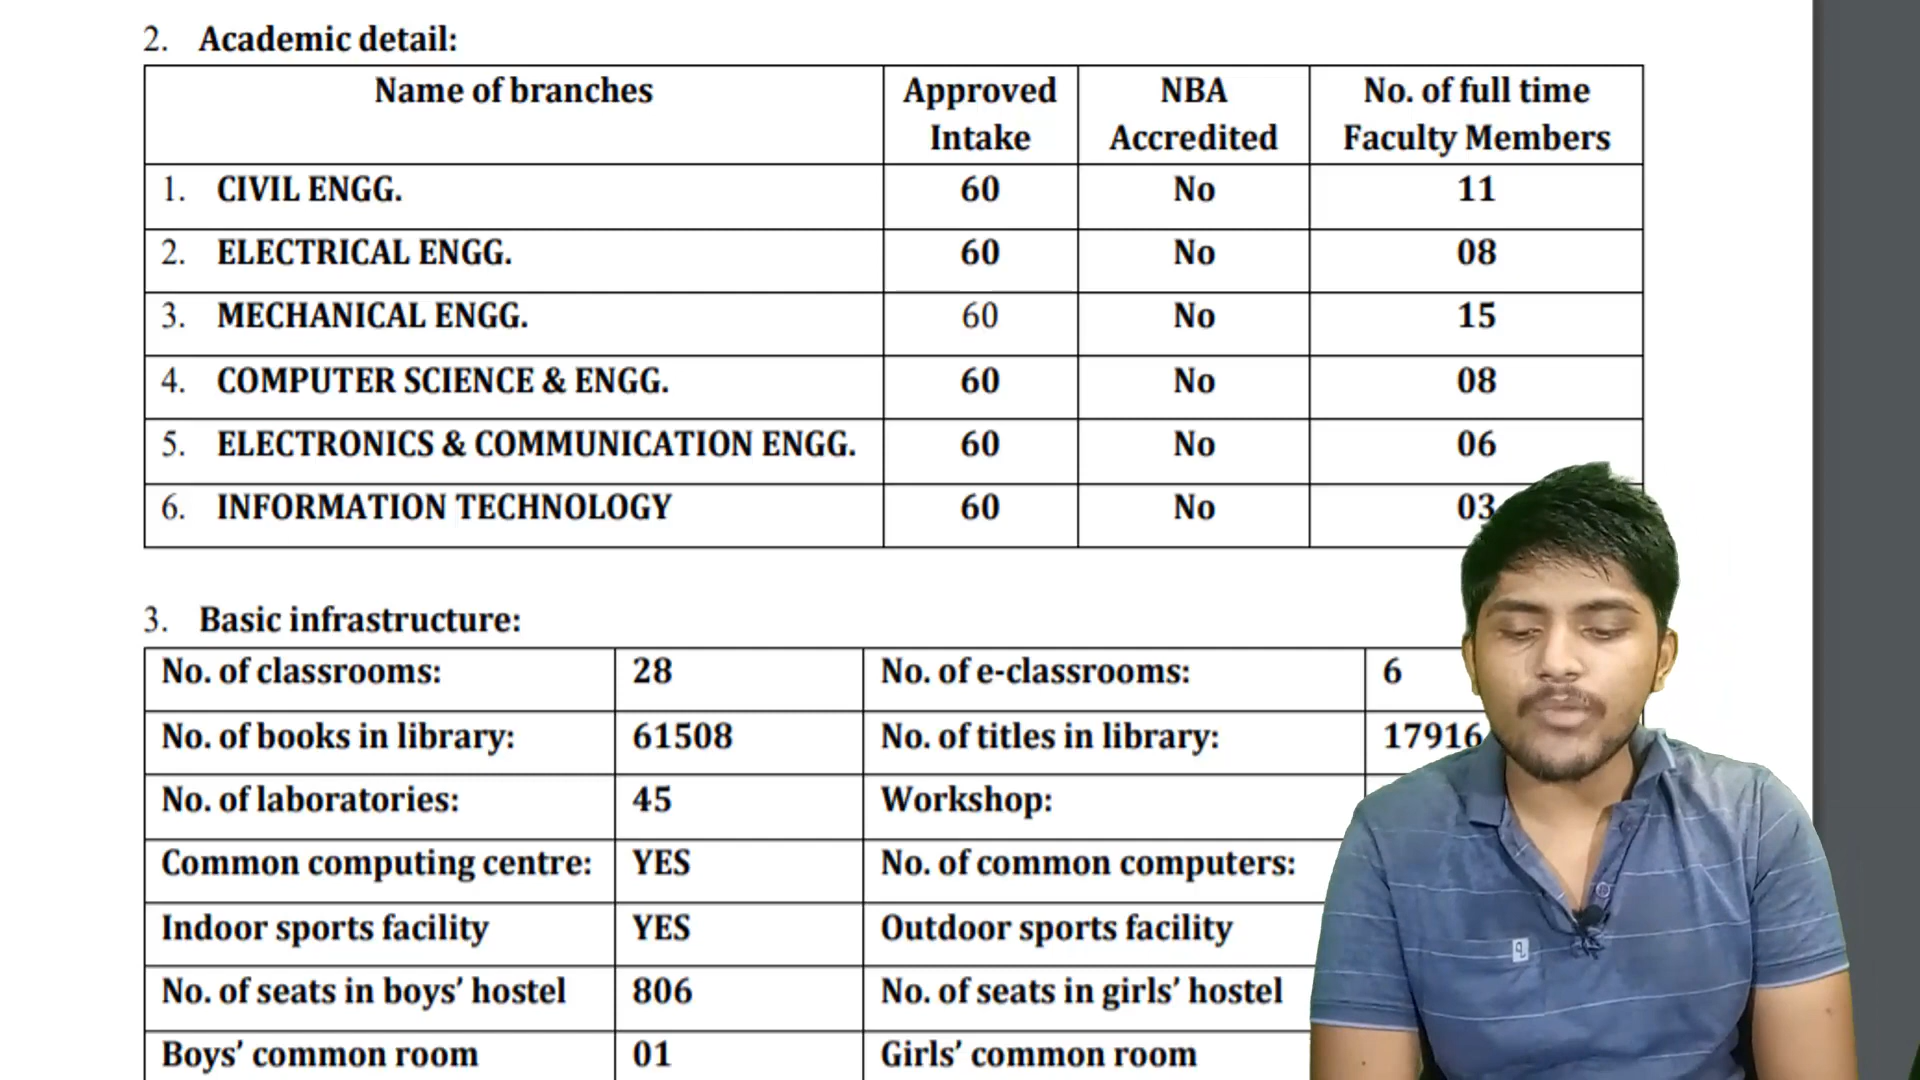 2. Academic detail:
Name of branches Approved Intake NBA Accredited No. of full time Faculty Members
1. CIVIL ENGG. 60 No 11
2. ELECTRICAL ENGG. 60 No 08
3. MECHANICAL ENGG. 60 No 15
4. COMPUTER SCIENCE & ENGG. 60 No 08
5. ELECTRONICS & COMMUNICATION ENGG. 60 No 06
6. INFORMATION TECHNOLOGY 60 No 03
3. Basic infrastructure:
No. of classrooms: 28 No. of e-classrooms: 6
No. of books in library: 61508 No. of titles in library: 17916
No. of laboratories: 45 Workshop:
Common computing centre: YES No. of common computers:
Indoor sports facility YES Outdoor sports facility
No. of seats in boys’ hostel 806 No. of seats in girls’ hostel
Boys’ common room 01 Girls’ common room